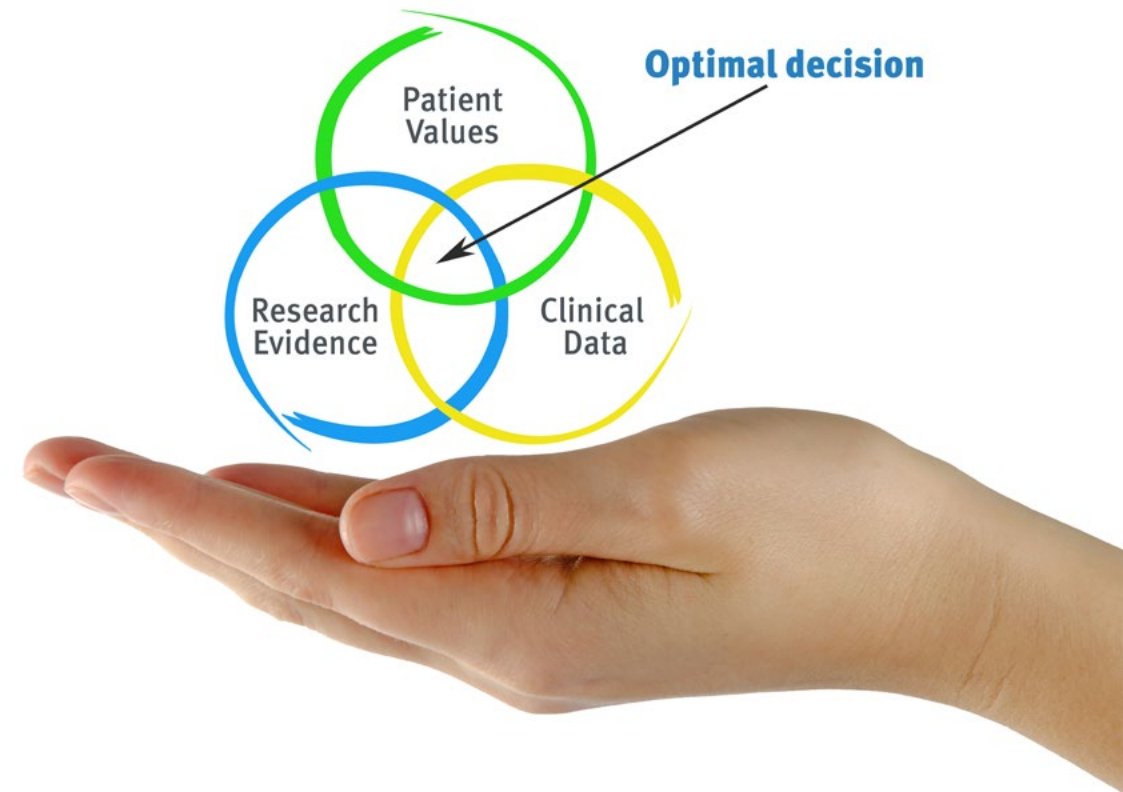 Optimal decision
Patient
Values
Research
Evidence
Clinical
Data